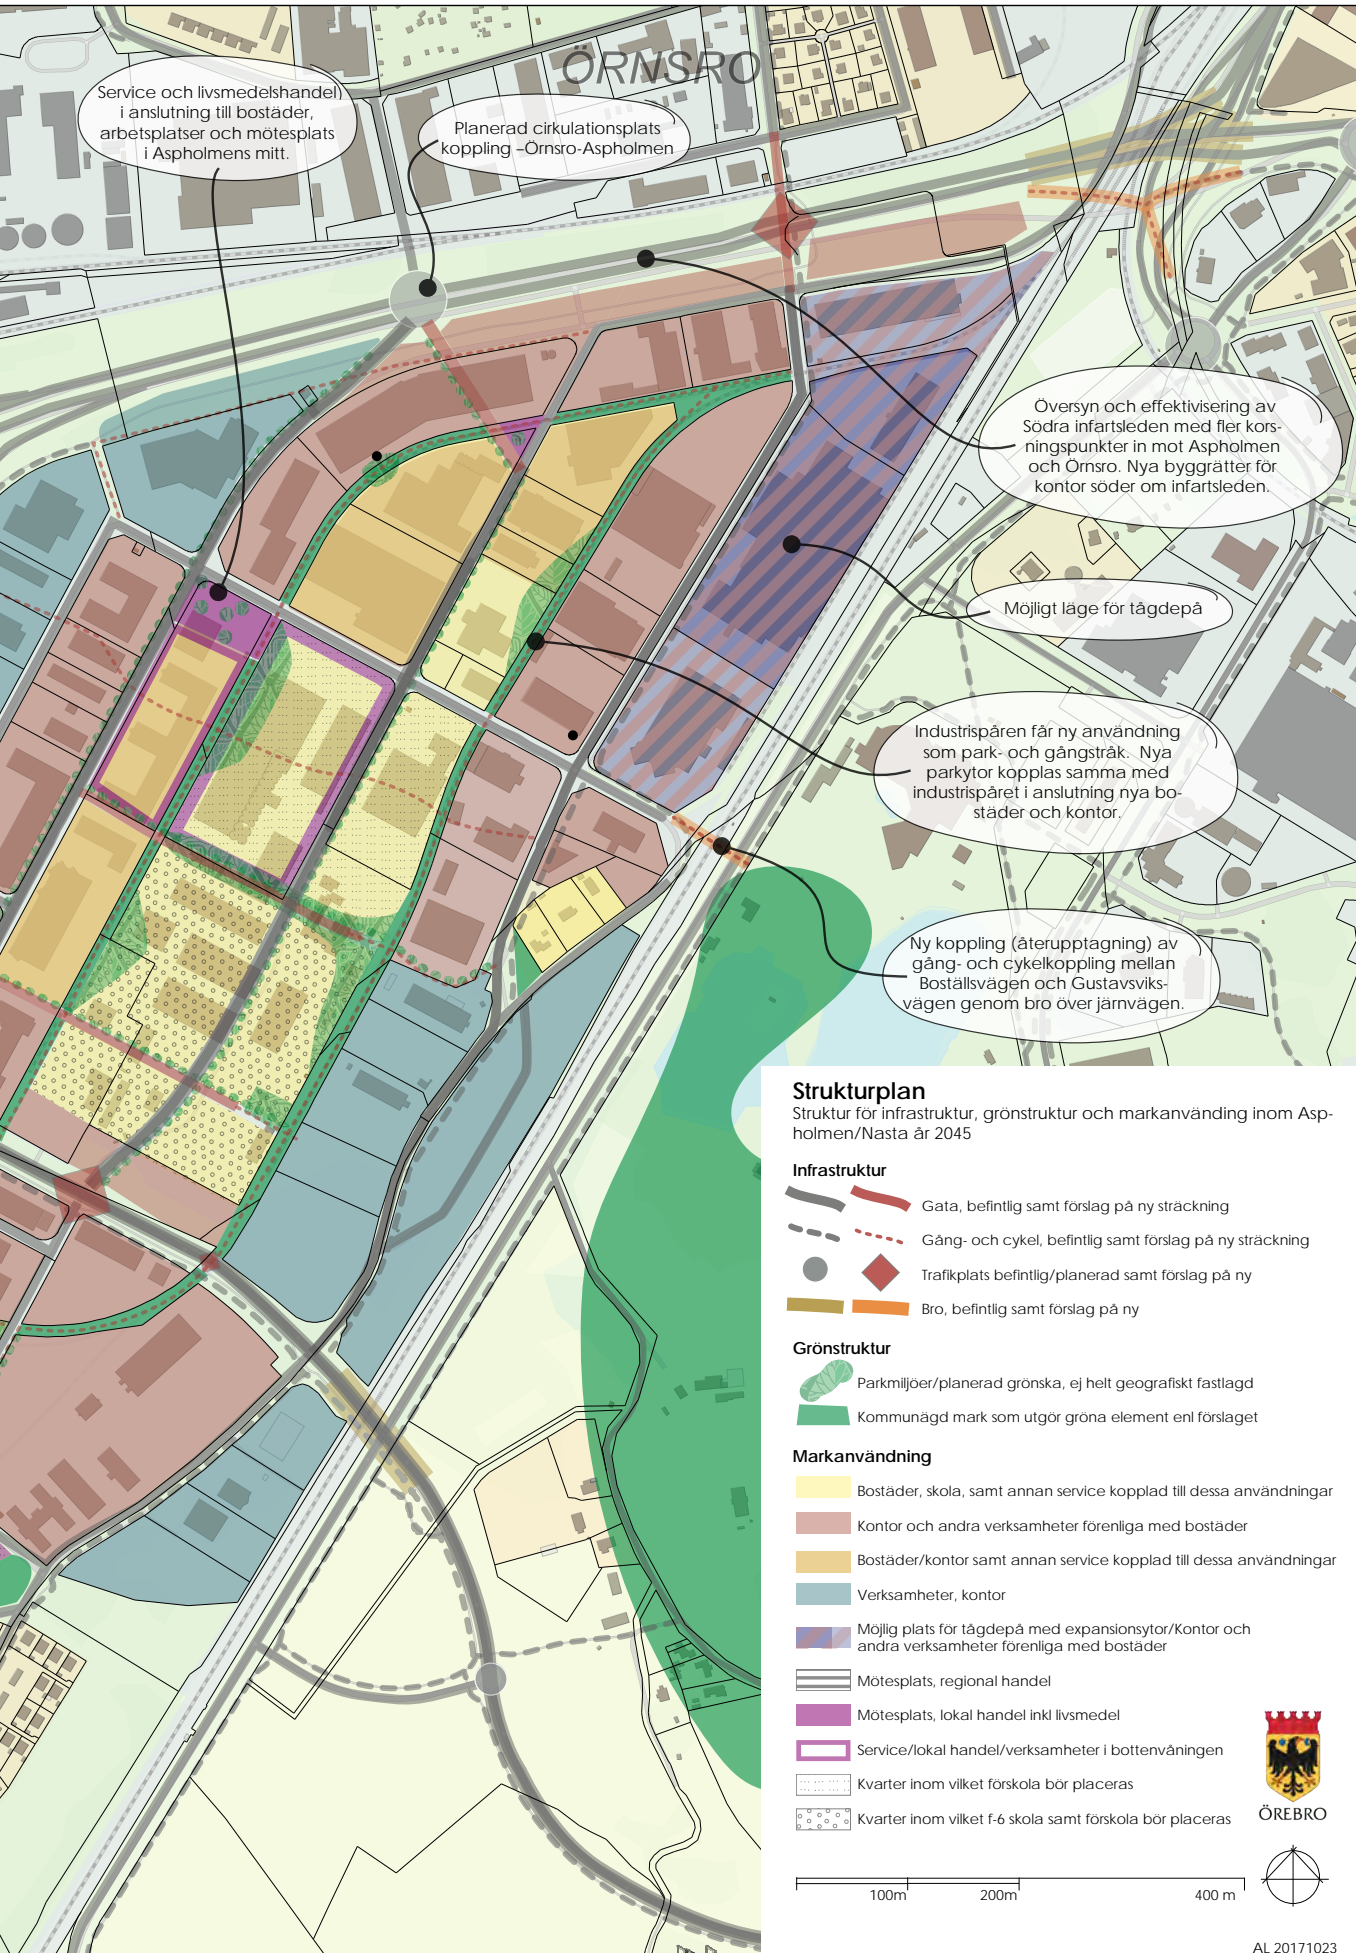 ÖRNSRO
Service och livsmedelshandel
i anslutning till bostäder,
arbetsplatser och mötesplats
i Aspholmens mitt.
Planerad cirkulationsplats
koppling –Örnsro-Aspholmen
Översyn och effektivisering av
Södra infartsleden med fler kors-
ningspunkter in mot Aspholmen
och Örnsro. Nya byggrätter för
kontor söder om infartsleden.
Möjligt läge för tågdepå
Industrispåren får ny användning
som park- och gångstråk. Nya
parkytor kopplas samma med
industrispåret i anslutning nya bo-
städer och kontor.
Ny koppling (återupptagning) av
gång- och cykelkoppling mellan
Boställsvägen och Gustavsviks-
vägen genom bro över järnvägen.
Strukturplan
Struktur för infrastruktur, grönstruktur och markanvänding inom Asp-
holmen/Nasta år 2045
Infrastruktur
Gata, befintlig samt förslag på ny sträckning
Gång- och cykel, befintlig samt förslag på ny sträckning
Trafikplats befintlig/planerad samt förslag på ny
Bro, befintlig samt förslag på ny
Grönstruktur
Parkmiljöer/planerad grönska, ej helt geografiskt fastlagd
Kommunägd mark som utgör gröna element enl förslaget
Markanvändning
Bostäder, skola, samt annan service kopplad till dessa användningar
Kontor och andra verksamheter förenliga med bostäder
Bostäder/kontor samt annan service kopplad till dessa användningar
Verksamheter, kontor
Möjlig plats för tågdepå med expansionsytor/Kontor och
andra verksamheter förenliga med bostäder
Mötesplats, regional handel
Mötesplats, lokal handel inkl livsmedel
Service/lokal handel/verksamheter i bottenvåningen
Kvarter inom vilket förskola bör placeras
Kvarter inom vilket f-6 skola samt förskola bör placeras
ÖREBRO
100m 200m 400 m
AL 20171023